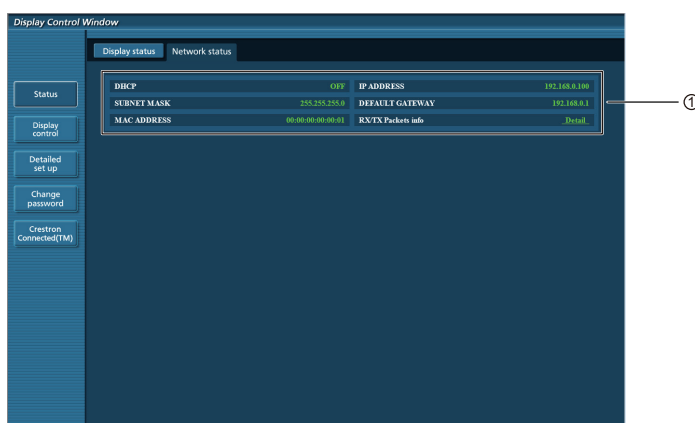 Display Control Window
Display status
Network status
DHCP OFF IP ADDRESS 192.168.0.100
SUBNET MASK 255.255.255.0 DEFAULT GATEWAY 192.168.0.1
MAC ADDRESS 00:00:00:00:00:01 RX/TX Packets info Detail
Status
Display
control
Detailed
set up
Change
password
Crestron
Connected(TM)
①